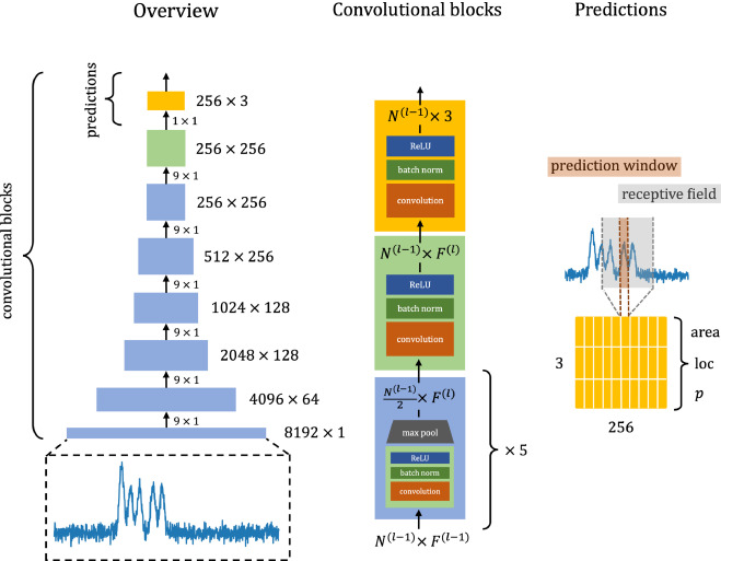 Overview
convolutional blocks
predictions
256 × 3
1 × 1
256 × 256
9 × 1
256 × 256
9 × 1
512 × 256
9 × 1
1024 × 128
9 × 1
2048 × 128
9 × 1
4096 × 64
9 × 1
8192 × 1
Convolutional blocks
N^(l−1) × 3
ReLU
batch norm
convolution
N^(l−1) × F^(l)
ReLU
batch norm
convolution
N^(l−1)/2 × F^(l)
max pool
ReLU
batch norm
convolution
× 5
N^(l−1) × F^(l−1)
Predictions
prediction window
receptive field
area
3 loc
p
256